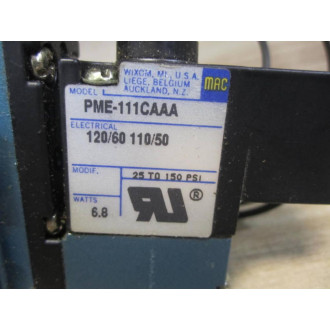 WIXOM, MI, U.S.A.
LIEGE, BELGIUM
AUCKLAND, N.Z.
MAC
MODEL
PME-111CAAA
ELECTRICAL
120/60 110/50
MODIF.
25 TO 150 PSI
WATTS
6.8
RU ®